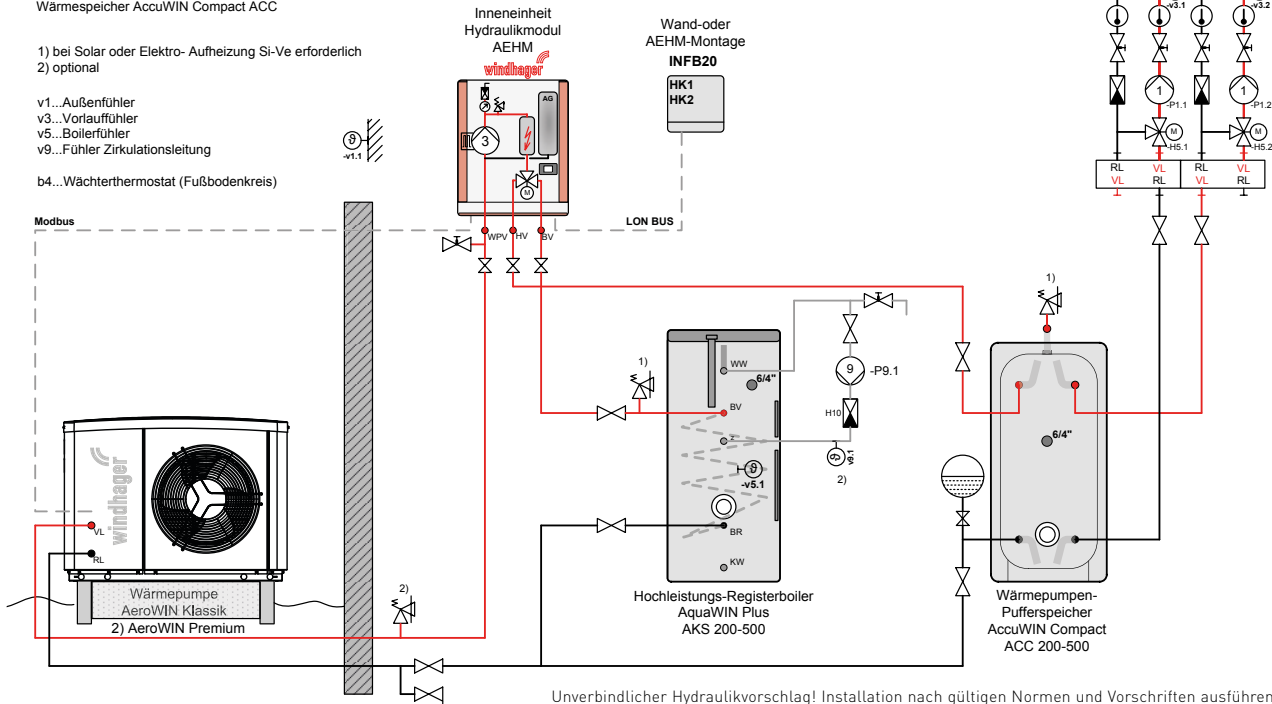 Wärmespeicher AccuWIN Compact ACC
1) bei Solar oder Elektro- Aufheizung Si-Ve erforderlich
2) optional
v1...Außenfühler
v3...Vorlauffühler
v5...Boilerfühler
v9...Fühler Zirkulationsleitung
b4...Wächterthermostat (Fußbodenkreis)
ϑ
-v1.1
Inneneinheit
Hydraulikmodul
AEHM
windhager
AG
3
M
Wand-oder
AEHM-Montage
INFB20
HK1
HK2
-v3.1
-v3.2
1
-P1.1
1
-P1.2
M
-H5.1
M
-H5.2
RL
VL
RL
VL
VL
RL
VL
RL
Modbus
LON BUS
WPV
HV
BV
1)
WW
6/4"
BV
z
ϑ
-v5.1
BR
KW
9
-P9.1
H10
ϑ
v9.1
2)
1)
6/4"
windhager
VL
RL
Wärmepumpe
AeroWIN Klassik
2) AeroWIN Premium
2)
Hochleistungs-Registerboiler
AquaWIN Plus
AKS 200-500
Wärmepumpen-
Pufferspeicher
AccuWIN Compact
ACC 200-500
Unverbindlicher Hydraulikvorschlag! Installation nach gültigen Normen und Vorschriften ausführen